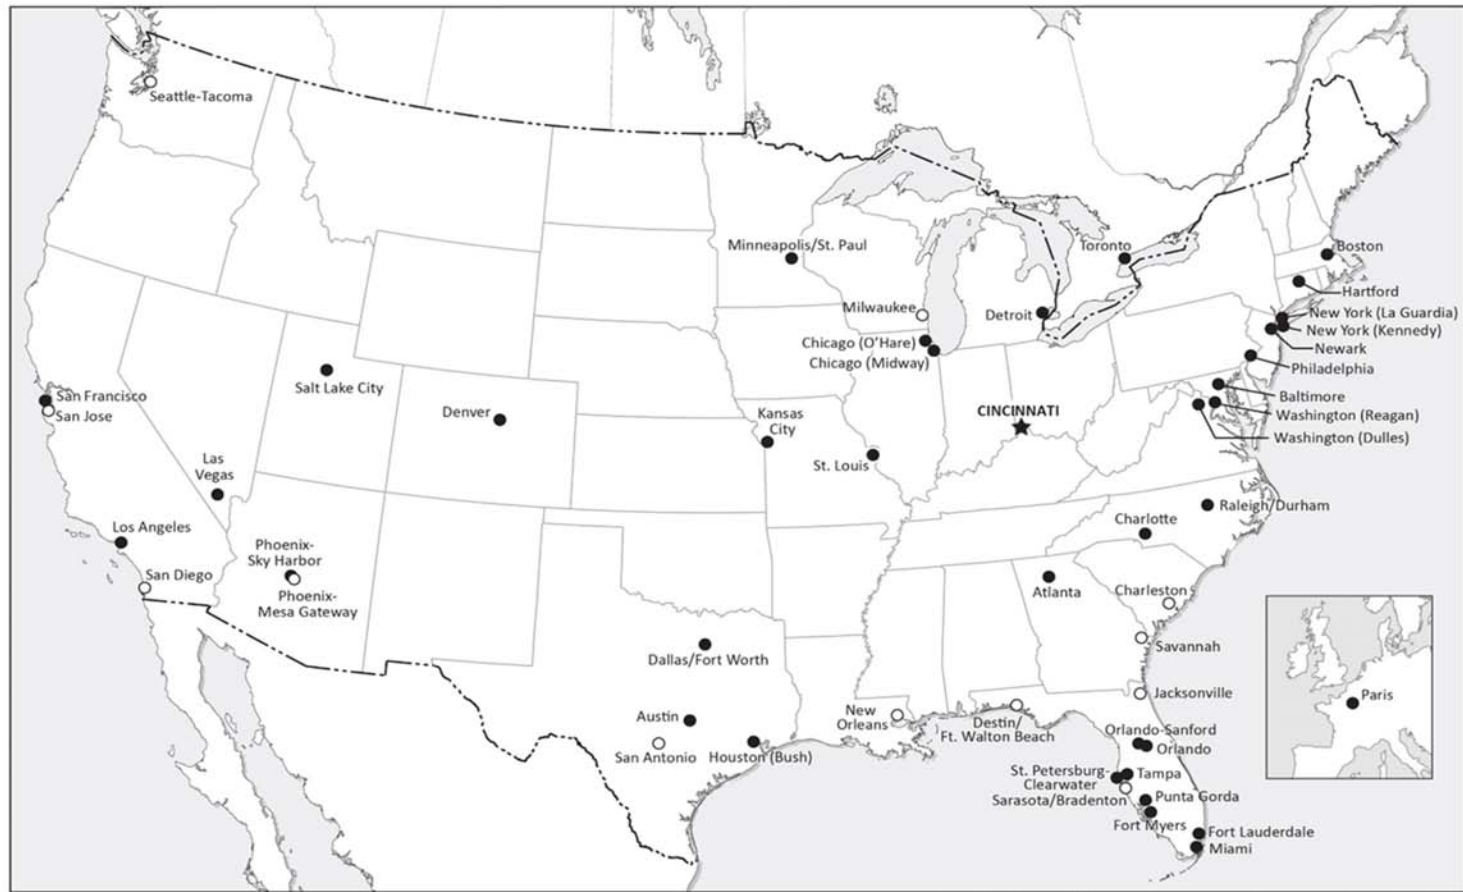 Seattle-Tacoma
Minneapolis/St. Paul
Toronto
Boston
Hartford
Milwaukee
Detroit
New York (La Guardia)
New York (Kennedy)
Newark
Chicago (O'Hare)
Chicago (Midway)
Philadelphia
Salt Lake City
San Francisco
San Jose
Denver
Kansas
City
CINCINNATI
Baltimore
Washington (Reagan)
Washington (Dulles)
St. Louis
Las
Vegas
Los Angeles
Raleigh/Durham
Charlotte
Phoenix-
Sky Harbor
San Diego
Phoenix-
Mesa Gateway
Atlanta
Charleston
Savannah
Dallas/Fort Worth
Jacksonville
Paris
Austin
New
Orleans
Destin/
Ft. Walton Beach
San Antonio
Houston (Bush)
Orlando-Sanford
Orlando
St. Petersburg-
Clearwater
Tampa
Sarasota/Bradenton
Punta Gorda
Fort Myers
Fort Lauderdale
Miami